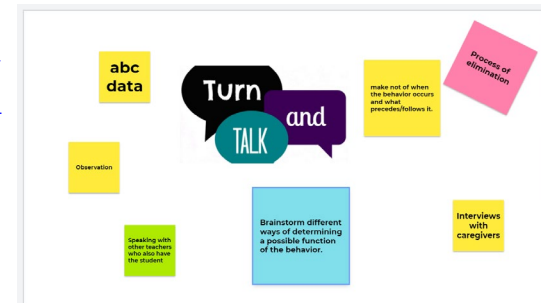 abc
data
Turn
and
TALK
make not of when
the behavior occurs
and what
precedes/follows it.
Process of
elimination
Observation
Speaking with
other teachers
who also have
the student
Brainstorm different
ways of determining
a possible function
of the behavior.
Interviews
with
caregivers